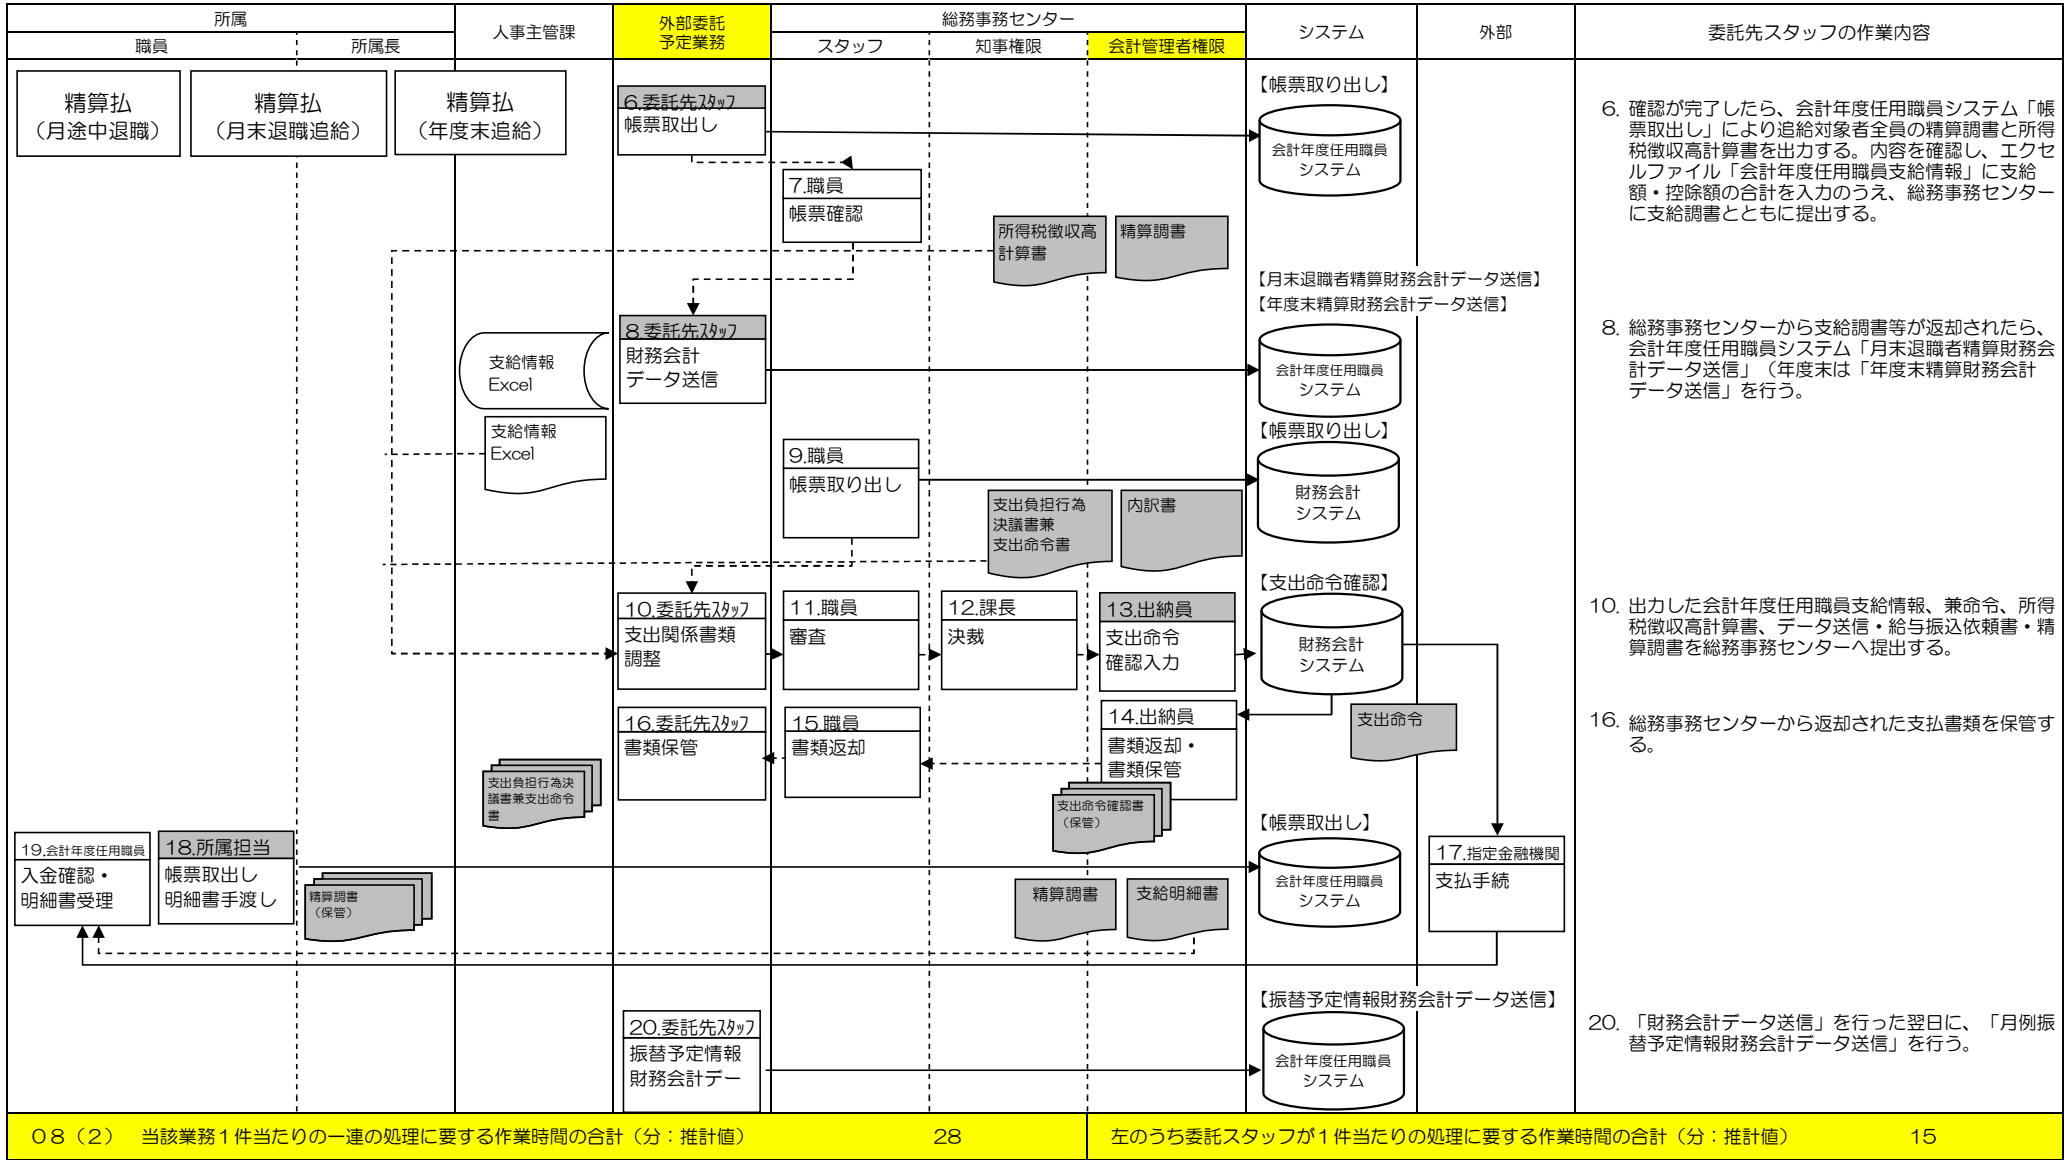 所属
人事主管課
外部委託
予定業務
総務事務センター
システム
外部
委託先スタッフの作業内容
職員
所属長
スタッフ
知事権限
会計管理者権限
精算払
（月途中退職）
精算払
（月末退職追給）
精算払
（年度末追給）
6.委託先ｽﾀｯﾌ
帳票取出し
【帳票取り出し】
会計年度任用職員
システム
6. 確認が完了したら、会計年度任用職員システム「帳
票取出し」により追給対象者全員の精算調書と所得
税徴収高計算書を出力する。内容を確認し、エクセ
ルファイル「会計年度任用職員支給情報」に支給
額・控除額の合計を入力のうえ、総務事務センター
に支給調書とともに提出する。
7.職員
帳票確認
所得税徴収高
計算書
精算調書
【月末退職者精算財務会計データ送信】
【年度末精算財務会計データ送信】
8.委託先ｽﾀｯﾌ
財務会計
データ送信
支給情報
Excel
会計年度任用職員
システム
8. 総務事務センターから支給調書等が返却されたら、
会計年度任用職員システム「月末退職者精算財務会
計データ送信」（年度末は「年度末精算財務会計
データ送信」を行う。
支給情報
Excel
【帳票取り出し】
9.職員
帳票取り出し
財務会計
システム
支出負担行為
決議書兼
支出命令書
内訳書
【支出命令確認】
10.委託先ｽﾀｯﾌ
支出関係書類
調整
11.職員
審査
12.課長
決裁
13.出納員
支出命令
確認入力
財務会計
システム
10. 出力した会計年度任用職員支給情報、兼命令、所得
税徴収高計算書、データ送信・給与振込依頼書・精
算調書を総務事務センターへ提出する。
16.委託先ｽﾀｯﾌ
書類保管
15.職員
書類返却
14.出納員
書類返却・
書類保管
支出命令
16. 総務事務センターから返却された支払書類を保管す
る。
支出負担行為決
議書兼支出命令
書
支出命令確認書
（保管）
【帳票取出し】
19.会計年度任用職員
入金確認・
明細書受理
18.所属担当
帳票取出し
明細書手渡し
精算調書
（保管）
精算調書
支給明細書
会計年度任用職員
システム
17.指定金融機関
支払手続
【振替予定情報財務会計データ送信】
20.委託先ｽﾀｯﾌ
振替予定情報
財務会計デー
会計年度任用職員
システム
20. 「財務会計データ送信」を行った翌日に、「月例振
替予定情報財務会計データ送信」を行う。
０８（２）　当該業務１件当たりの一連の処理に要する作業時間の合計（分：推計値）　28
左のうち委託スタッフが１件当たりの処理に要する作業時間の合計（分：推計値）　15